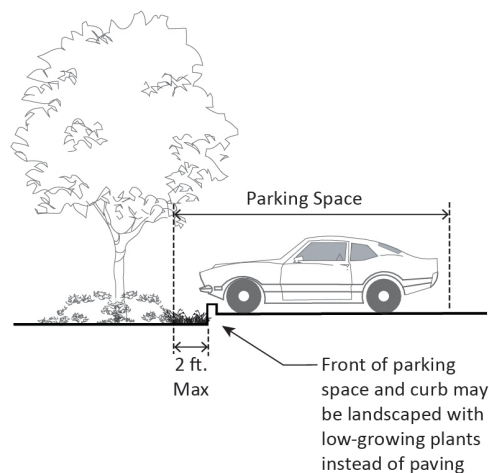 Parking Space
2 ft.
Max
Front of parking
space and curb may
be landscaped with
low-growing plants
instead of paving